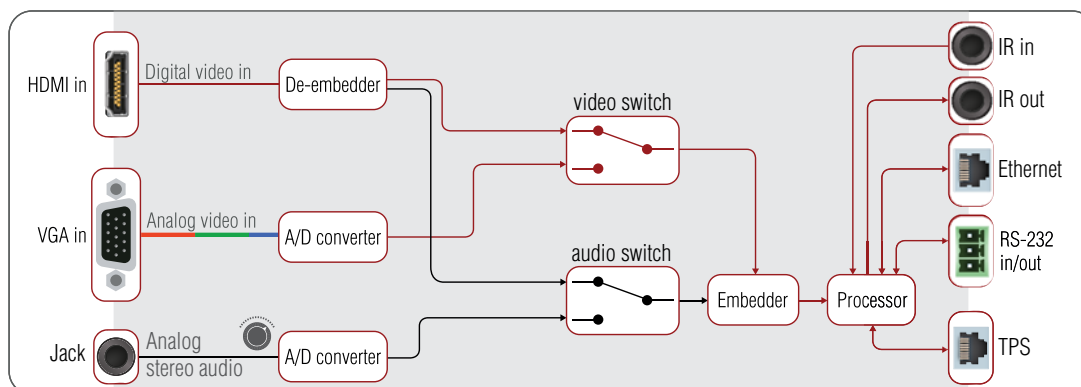 HDMI in
Digital video in
De-embedder
video switch
IR in
IR out
Ethernet
VGA in
Analog video in
A/D converter
audio switch
RS-232
in/out
Embedder
Processor
Jack
Analog
stereo audio
A/D converter
TPS